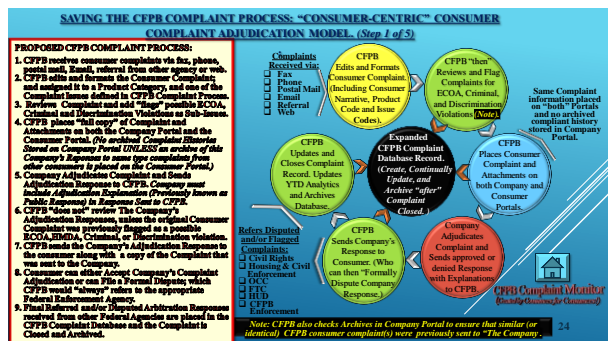 SAVING THE CFPB COMPLAINT PROCESS: “CONSUMER-CENTRIC” CONSUMER
COMPLAINT ADJUDICATION MODEL. (Step 1 of 5)
PROPOSED CFPB COMPLAINT PROCESS:
1. CFPB receives consumer complaints via fax, phone,
postal mail, Email, referral from other agency or web.
2. CFPB edits and formats the Consumer Complaint;
and assigned it to a Product Category, and one of the
Complaint Issues defined in CFPB Complaint Process.
3. Reviews Complaint and add “flags” possible ECOA,
Criminal and Discrimination Violations as Sub-Issues.
4. CFPB places “full copy” of Complaint and
Attachments on both the Company Portal and the
Consumer Portal. (No archived Complaint Histories
Stored on Company Portal UNLESS an archive of this
Company's Responses to same type complaints from
other consumers is placed on the Consumer Portal.)
5. Company Adjudicates Complaint and Sends
Adjudication Response to CFPB. Company must
include Adjudication Explanation (Previously known as
Public Response) in Response Sent to CFPB.
6. CFPB “does not” review The Company's
Adjudication Responses, unless the original Consumer
Complaint was previously flagged as a possible
ECOA, HMDA, Criminal, or Discrimination violation.
7. CFPB sends the Company's Adjudication Response to
the consumer along with a copy of the Complaint that
was sent to the Company.
8. Consumer can either Accept Company's Complaint
Adjudication or can File a Formal Dispute; which
CFPB would “always” refer to the appropriate
Federal Enforcement Agency.
9. Final Referred and/or Disputed Arbitration Responses
received from other Federal Agencies are placed in the
CFPB Complaint Database and the Complaint is
Closed and Archived.
Complaints
Received via:
Fax
Phone
Postal Mail
Email
Referral
Web
CFPB
Edits and Formats
Consumer Complaint.
(Including Consumer
Narrative, Product
Code and Issue
Codes).
CFPB “then”
Reviews and Flag
Complaints for
ECOA, Criminal,
and Discrimination
Violations (Note).
Same Complaint
information placed
on “both” Portals
and no archived
compliant history
stored in Company
Portal.
CFPB
Places Consumer
Complaint and
Attachments on
both Company and
Consumer
Portals.
Expanded
CFPB Complaint
Database Record.
(Create, Continually
Update, and
Archive “after”
Complaint
Closed. )
CFPB
Updates and
Closes Complaint
Record. Updates
YTD Analytics
and Archives
Database.
Company
Adjudicates
Complaint and
Sends approved or
denied Response
with Explanations
to CFPB.
CFPB
Sends Company's
Response to
Consumer. (Who
can then “Formally
Dispute Company
Response.)
Refers Disputed
and/or Flagged
Complaints:
Civil Rights
Housing & Civil
Enforcement
OCC
FTC
HUD
CFPB
Enforcement
CFPB Complaint Monitor
Note: CFPB also checks Archives in Company Portal to ensure that similar (or
identical) CFPB consumer complaint(s) were previously sent to “The Company.
24